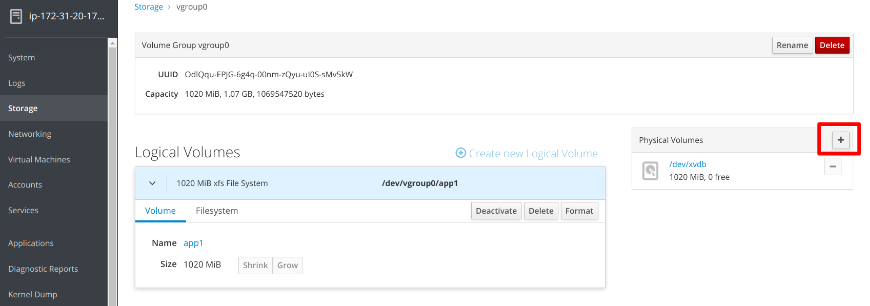 ip-172-31-20-17...
System
Logs
Storage
Networking
Virtual Machines
Accounts
Services
Applications
Diagnostic Reports
Kernel Dump
Storage › vgroup0
Volume Group vgroup0
Rename
Delete
UUID OdlQqu-EPJG-6g4q-00nm-zQyu-uI0S-sMv5kW
Capacity 1020 MiB, 1.07 GB, 1069547520 bytes
Logical Volumes
Create new Logical Volume
1020 MiB xfs File System /dev/vgroup0/app1
Volume Filesystem
Deactivate Delete Format
Name app1
Size 1020 MiB Shrink Grow
Physical Volumes
/dev/xvdb
1020 MiB, 0 free